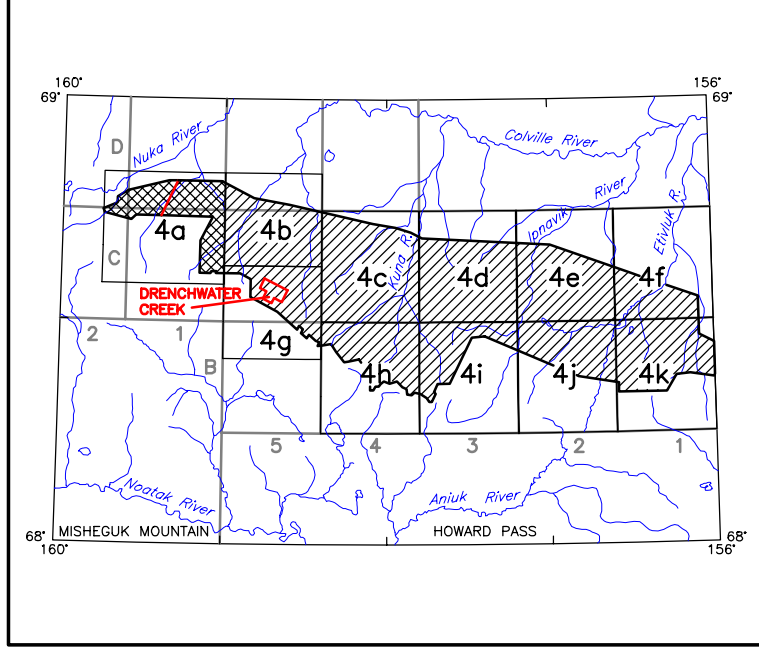 160°
156°
69°
69°
Colville River
D
Nuka River
River
Ipnavik
Etivluk R.
4a
4b
Kuna R.
C
4c
4d
4e
4f
DRENCHWATER
CREEK
2
1
4g
B
4h
4i
4j
4k
5
4
3
2
1
Noatak River
Aniuk River
68°
MISHEGUK MOUNTAIN
HOWARD PASS
68°
160°
156°